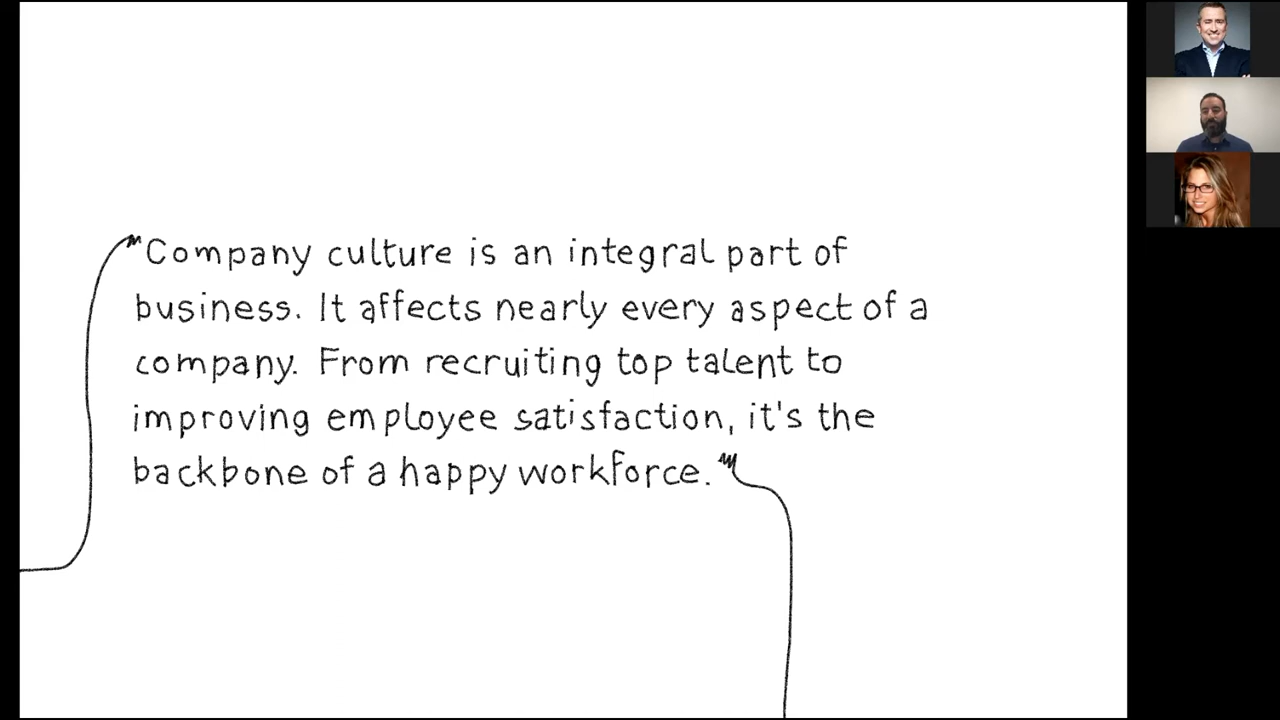 "Company culture is an integral part of
business. It affects nearly every aspect of a
company. From recruiting top talent to
improving employee satisfaction, it's the
backbone of a happy workforce."